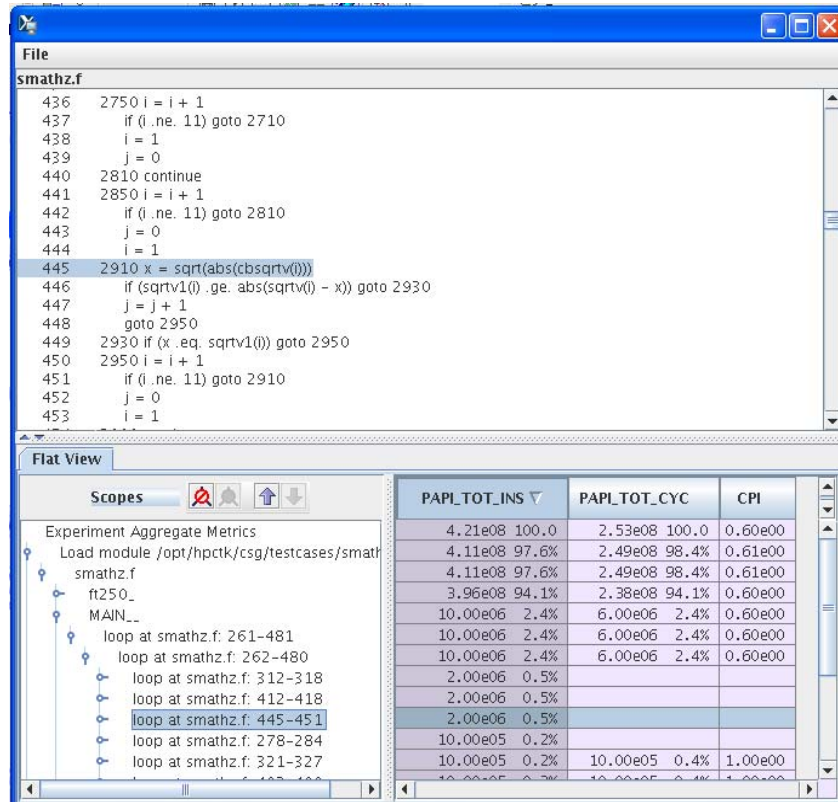 File
smathz.f
436 2750 i = i + 1
437 if (i .ne. 11) goto 2710
438 i = 1
439 j = 0
440 2810 continue
441 2850 i = i + 1
442 if (i .ne. 11) goto 2810
443 j = 0
444 i = 1
445 2910 x = sqrt(abs(cbsqrtv(i)))
446 if (sqrtv1(i) .ge. abs(sqrtv(i) - x)) goto 2930
447 j = j + 1
448 goto 2950
449 2930 if (x .eq. sqrtv1(i)) goto 2950
450 2950 i = i + 1
451 if (i .ne. 11) goto 2910
452 j = 0
453 i = 1
Flat View
Scopes PAPI_TOT_INS PAPI_TOT_CYC CPI
Experiment Aggregate Metrics 4.21e08 100.0 2.53e08 100.0 0.60e00
Load module /opt/hpctk/csg/testcases/smath 4.11e08 97.6% 2.49e08 98.4% 0.61e00
smathz.f 4.11e08 97.6% 2.49e08 98.4% 0.61e00
ft250_ 3.96e08 94.1% 2.38e08 94.1% 0.60e00
MAIN__ 10.00e06 2.4% 6.00e06 2.4% 0.60e00
loop at smathz.f: 261-481 10.00e06 2.4% 6.00e06 2.4% 0.60e00
loop at smathz.f: 262-480 10.00e06 2.4% 6.00e06 2.4% 0.60e00
loop at smathz.f: 312-318 2.00e06 0.5%
loop at smathz.f: 412-418 2.00e06 0.5%
loop at smathz.f: 445-451 2.00e06 0.5%
loop at smathz.f: 278-284 10.00e05 0.2%
loop at smathz.f: 321-327 10.00e05 0.2% 10.00e05 0.4% 1.00e00